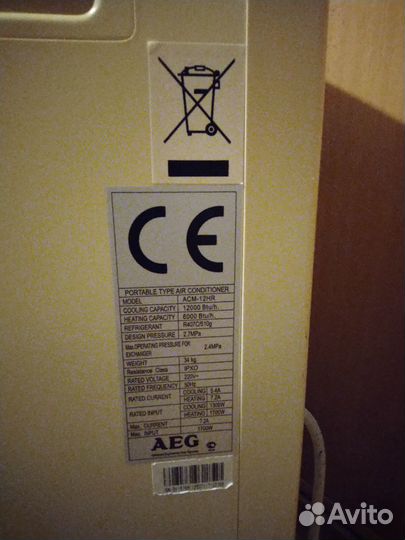 CE
PORTABLE TYPE AIR CONDITIONER
MODEL ACM-12HR
COOLING CAPACITY 12000 Btu/h.
HEATING CAPACITY 6000 Btu/h.
REFRIGERANT R407C/510g
DESIGN PRESSURE 2.7MPa
Max.OPERATING PRESSURE FOR EXCHANGER 2.4MPa
WEIGHT 34 kg
Resistance Class IPXO
RATED VOLTAGE 220V~
RATED FREQUENCY 50Hz
RATED CURRENT COOLING 5.4A
HEATING 7.2A
RATED INPUT COOLING 1300W
HEATING 1700W
Max. CURRENT 7.2A
Max. INPUT 1700W
AEG
Avito